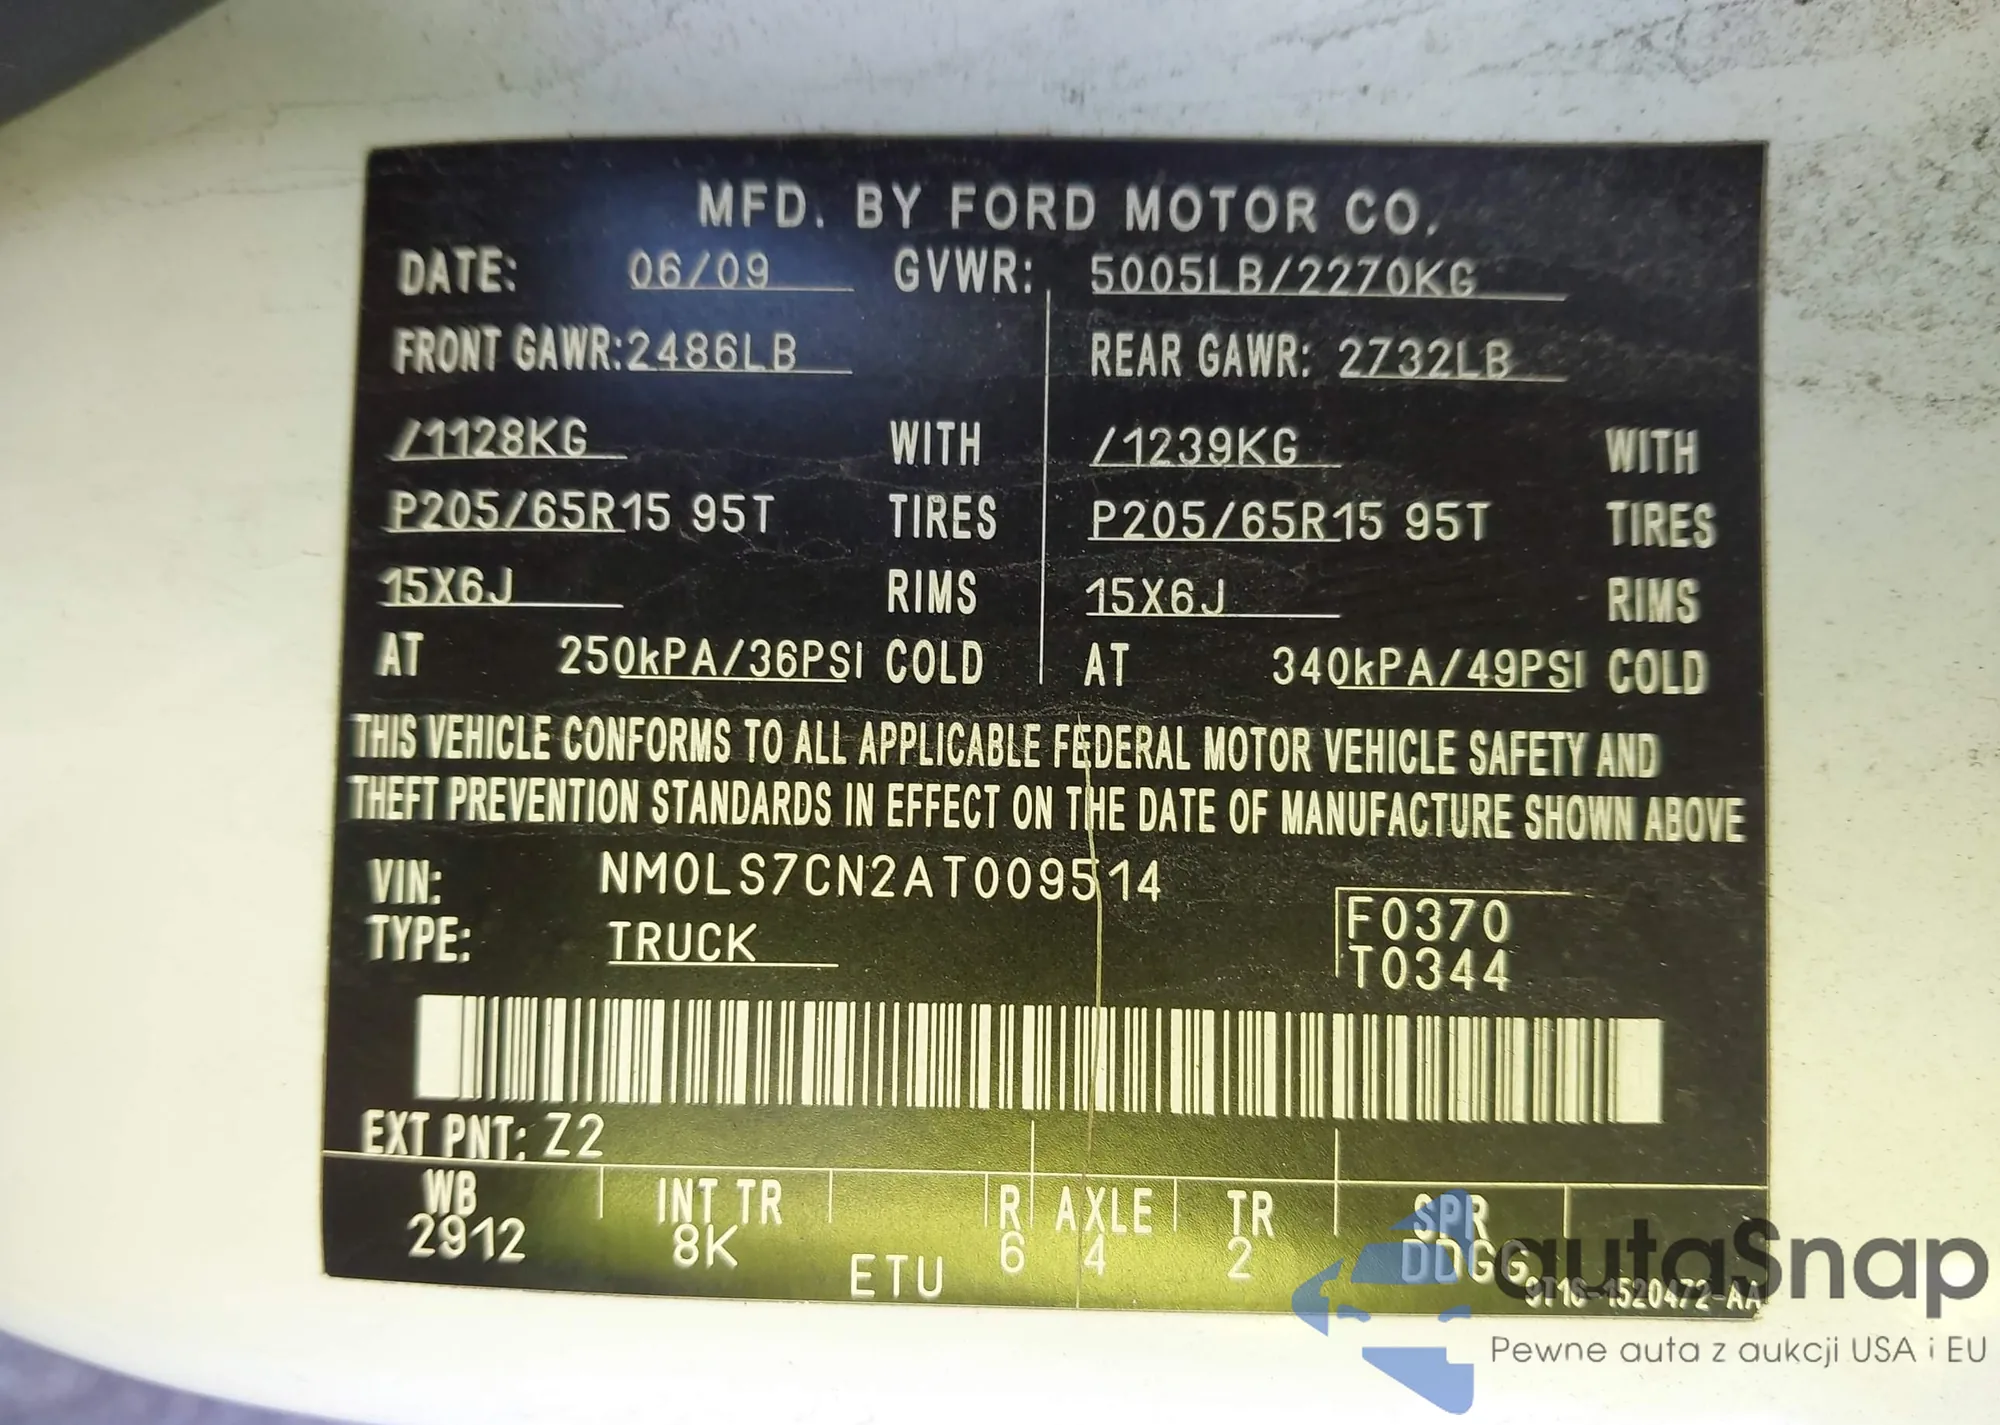 MFD. BY FORD MOTOR CO.
DATE: 06/09 GVWR: 5005LB/2270KG
FRONT GAWR: 2486LB REAR GAWR: 2732LB
/1128KG WITH /1239KG WITH
P205/65R15 95T TIRES P205/65R15 95T TIRES
15X6J RIMS 15X6J RIMS
AT 250kPA/36PSI COLD AT 340kPA/49PSI COLD
THIS VEHICLE CONFORMS TO ALL APPLICABLE FEDERAL MOTOR VEHICLE SAFETY AND
THEFT PREVENTION STANDARDS IN EFFECT ON THE DATE OF MANUFACTURE SHOWN ABOVE
VIN: NM0LS7CN2AT009514
TYPE: TRUCK
F0370
T0344
EXT PNT: Z2
WB INT TR R AXLE TR SPR
2912 8K 6 4 2 DDGG
ETU
9T16-1520472-AA
autaSnap
Pewne auta z aukcji USA i EU